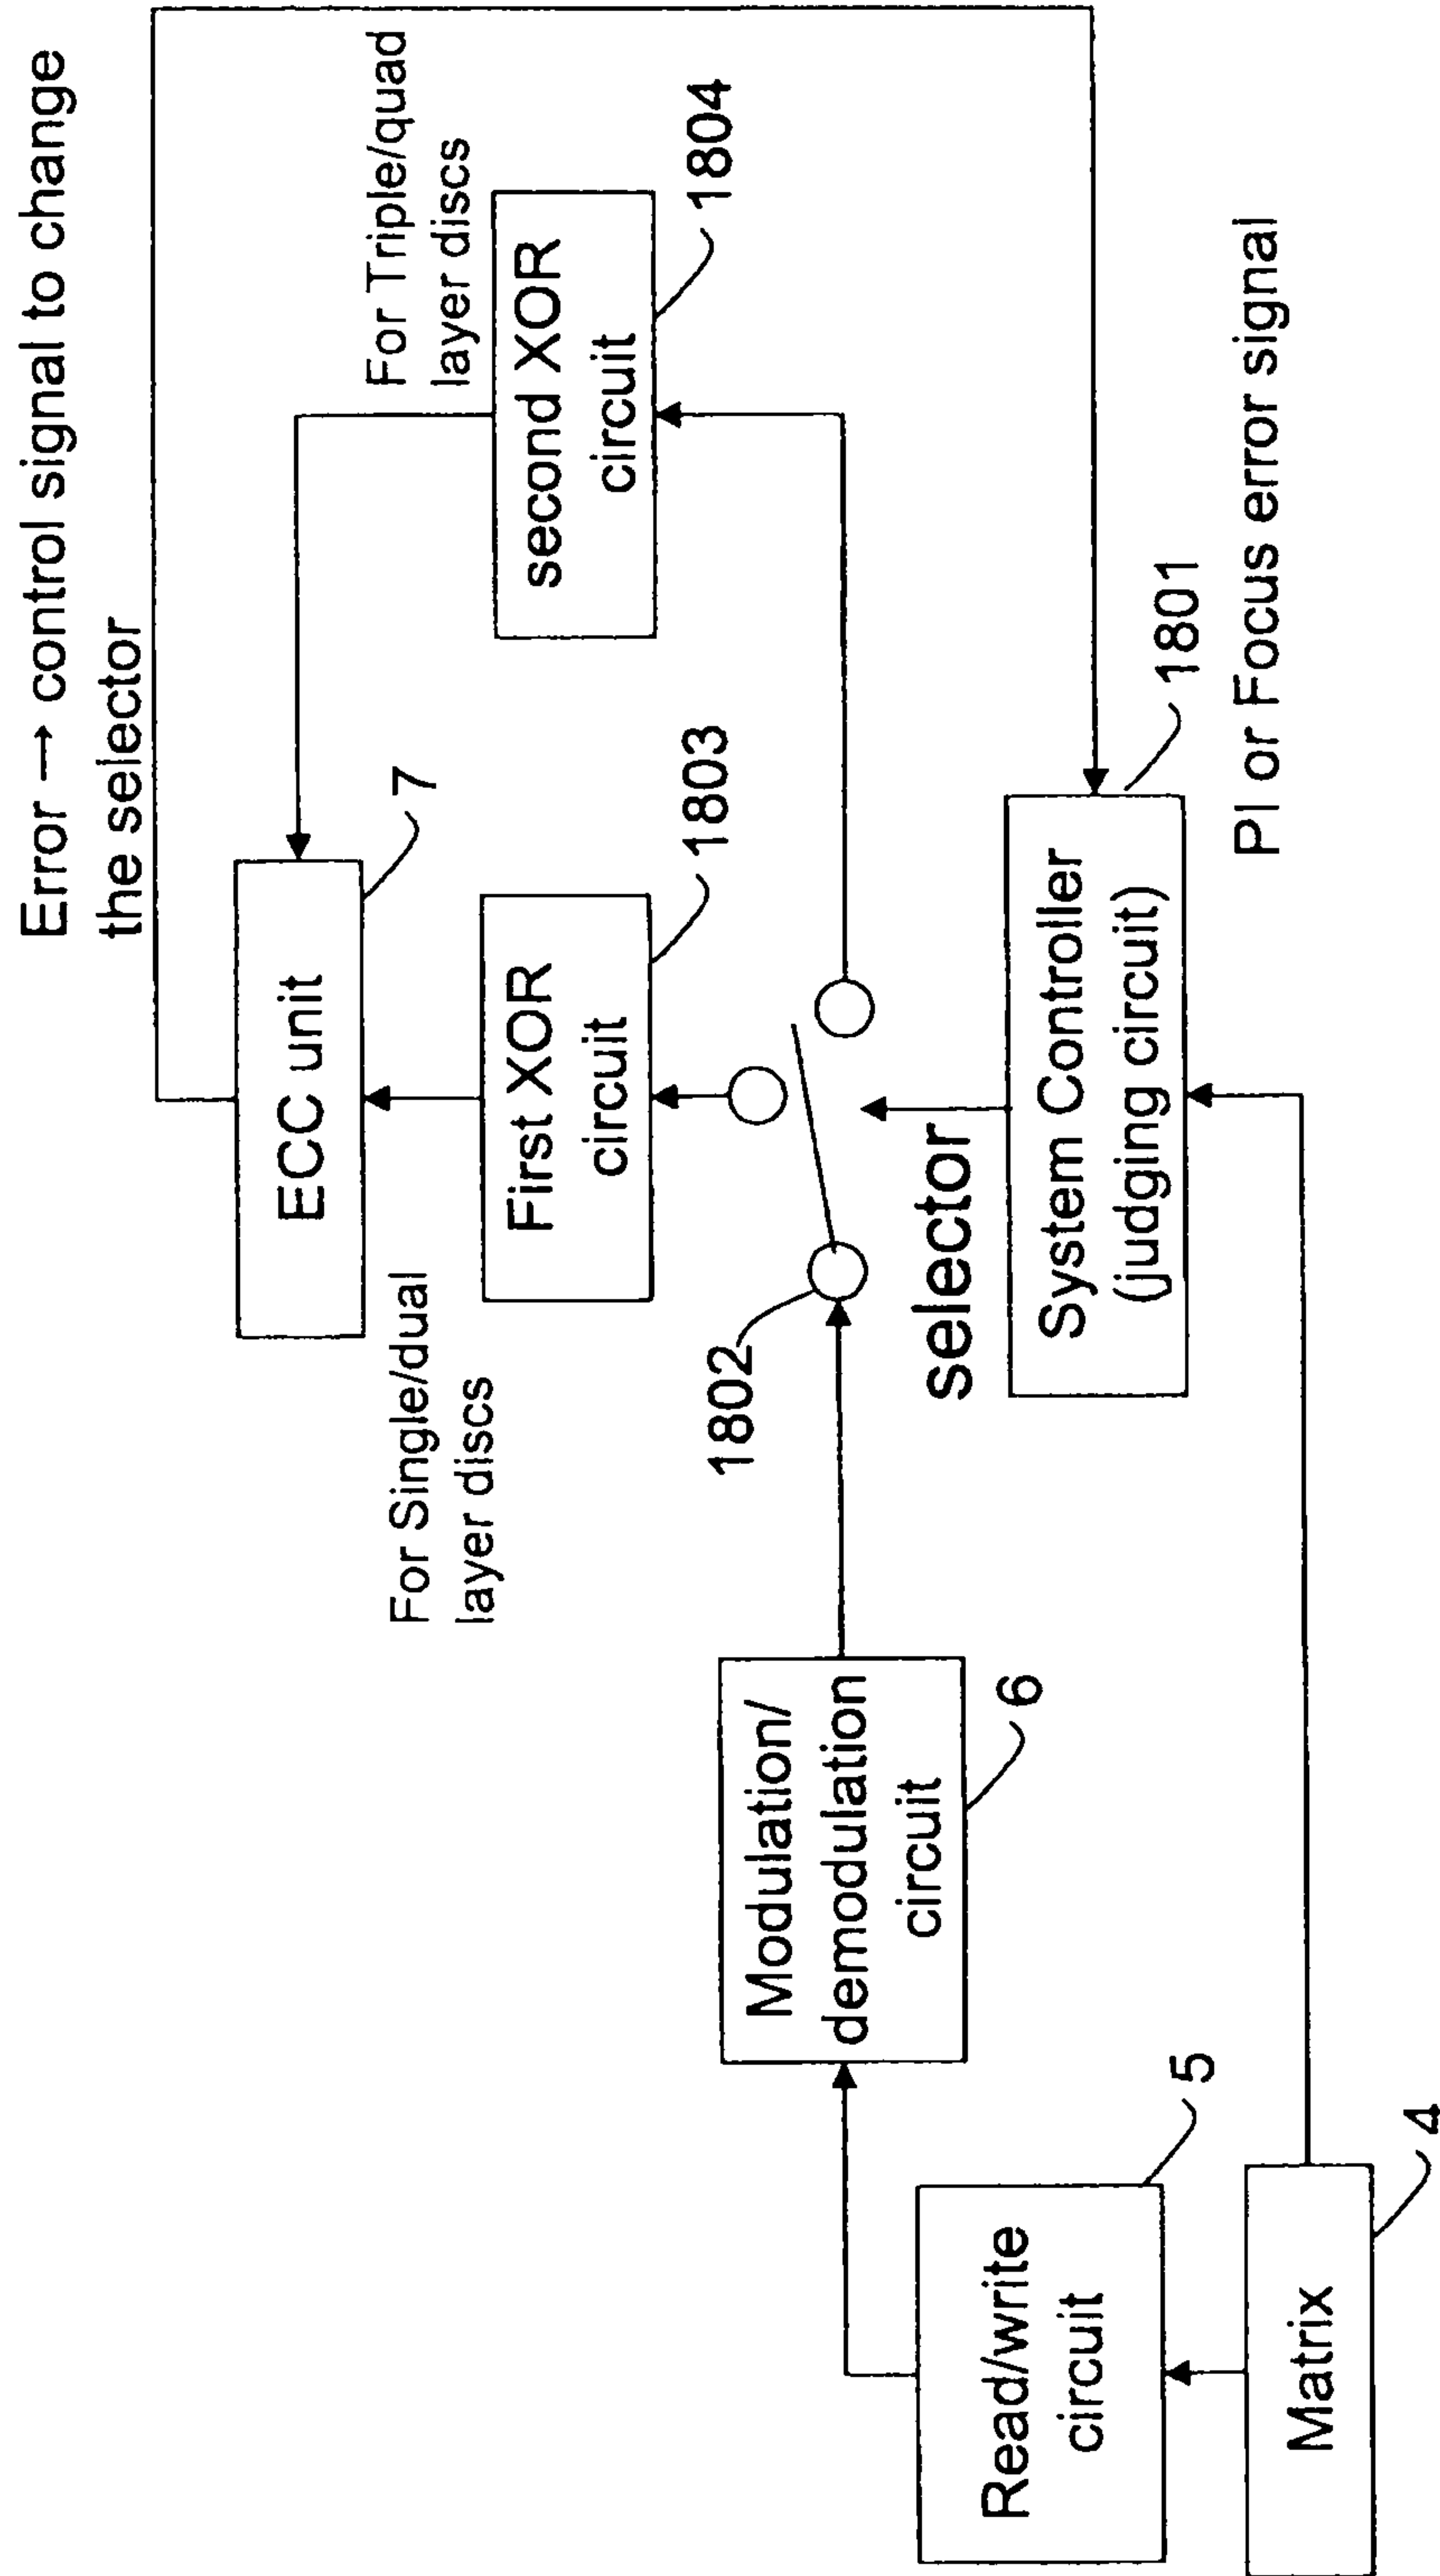 Error → control signal to change
the selector
For Triple/quad
layer discs
1804
second XOR
circuit
7
ECC unit
1803
First XOR
circuit
For Single/dual
layer discs
1802
selector
1801
System Controller
(judging circuit)
PI or Focus error signal
Modulation/
demodulation
circuit
6
Read/write
circuit
5
Matrix
4